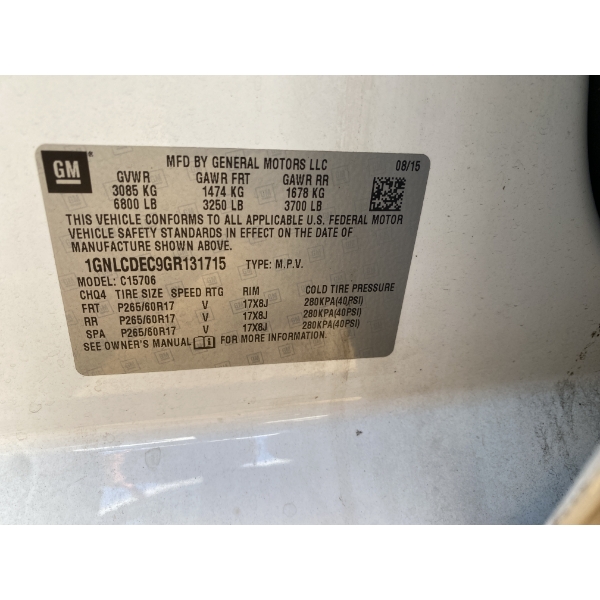 GM
MFD BY GENERAL MOTORS LLC 08/15
GVWR GAWR FRT GAWR RR
3085 KG 1474 KG 1678 KG
6800 LB 3250 LB 3700 LB
THIS VEHICLE CONFORMS TO ALL APPLICABLE U.S. FEDERAL MOTOR
VEHICLE SAFETY STANDARDS IN EFFECT ON THE DATE OF
MANUFACTURE SHOWN ABOVE.
1GNLCDEC9GR131715 TYPE: M.P.V.
MODEL: C15706
CHQ4 TIRE SIZE SPEED RTG RIM COLD TIRE PRESSURE
FRT P265/60R17 V 17X8J 280KPA(40PSI)
RR P265/60R17 V 17X8J 280KPA(40PSI)
SPA P265/60R17 V 17X8J 280KPA(40PSI)
SEE OWNER'S MANUAL FOR MORE INFORMATION.